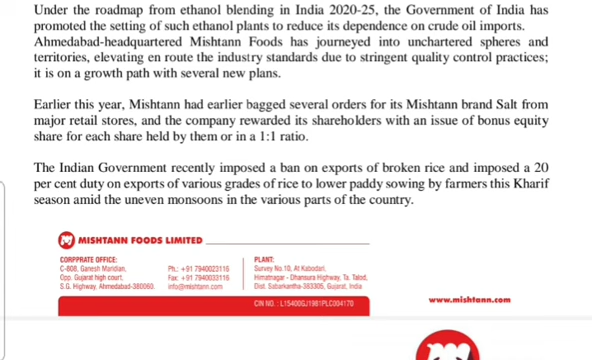 Under the roadmap from ethanol blending in India 2020-25, the Government of India has
promoted the setting of such ethanol plants to reduce its dependence on crude oil imports.
Ahmedabad-headquartered Mishtann Foods has journeyed into unchartered spheres and
territories, elevating en route the industry standards due to stringent quality control practices;
it is on a growth path with several new plans.
Earlier this year, Mishtann had earlier bagged several orders for its Mishtann brand Salt from
major retail stores, and the company rewarded its shareholders with an issue of bonus equity
share for each share held by them or in a 1:1 ratio.
The Indian Government recently imposed a ban on exports of broken rice and imposed a 20
per cent duty on exports of various grades of rice to lower paddy sowing by farmers this Kharif
season amid the uneven monsoons in the various parts of the country.
MISHTANN FOODS LIMITED
CORPPRATE OFFICE:
C-808, Ganesh Maridian,
Opp. Gujarat high court,
S.G. Highway, Ahmedabad-380060.
Ph.: +91 7940023116
Fax: +91 7940033116
info@mishtann.com
PLANT:
Survey No.10, At Kabodari,
Himatnagar - Dhansura Highway, Ta. Talod,
Dist. Sabarkantha-383305, Gujarat, India
CIN NO. : L15400GJ1981PLC004170
www.mishtann.com